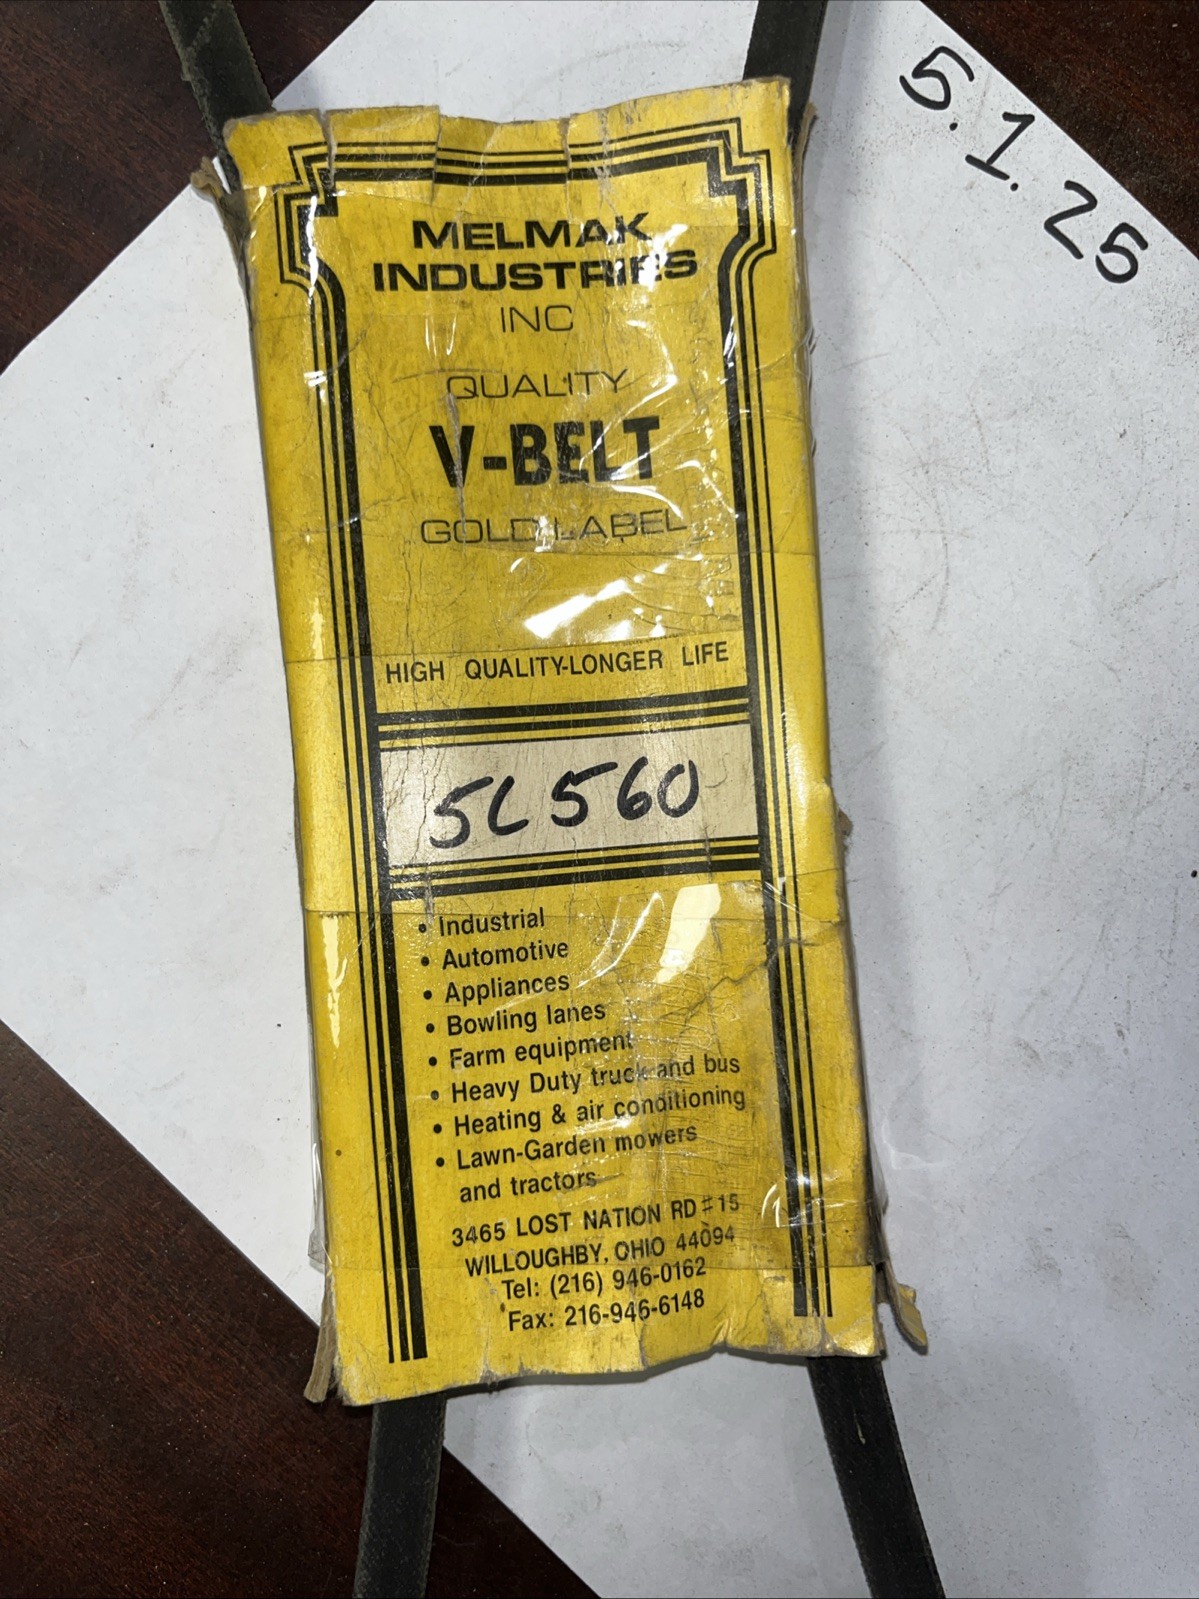 5.1.25
MELMAK
INDUSTRIES
INC
QUALITY
V-BELT
GOLD LABEL
HIGH QUALITY-LONGER LIFE
5L560
• Industrial
• Automotive
• Appliances
• Bowling lanes
• Farm equipment
• Heavy Duty truck and bus
• Heating & air conditioning
• Lawn-Garden mowers
and tractors
3465 LOST NATION RD #15
WILLOUGHBY, OHIO 44094
Tel: (216) 946-0162
Fax: 216-946-6148